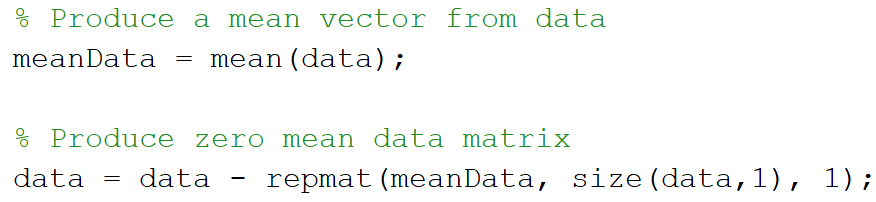 % Produce a mean vector from data
meanData = mean(data);
% Produce zero mean data matrix
data = data - repmat(meanData, size(data,1), 1);